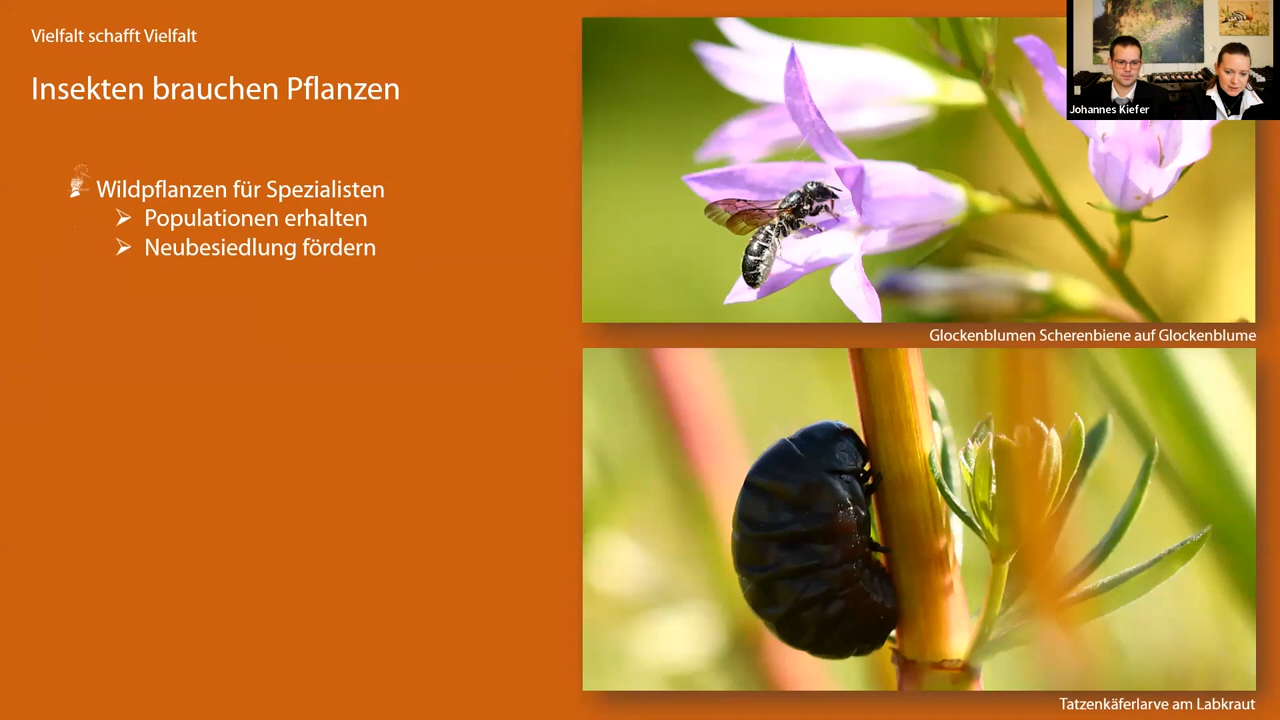 Vielfalt schafft Vielfalt
Insekten brauchen Pflanzen
Wildpflanzen für Spezialisten
Populationen erhalten
Neubesiedlung fördern
Johannes Kiefer
Glockenblumen Scherenbiene auf Glockenblume
Tatzenkäferlarve am Labkraut